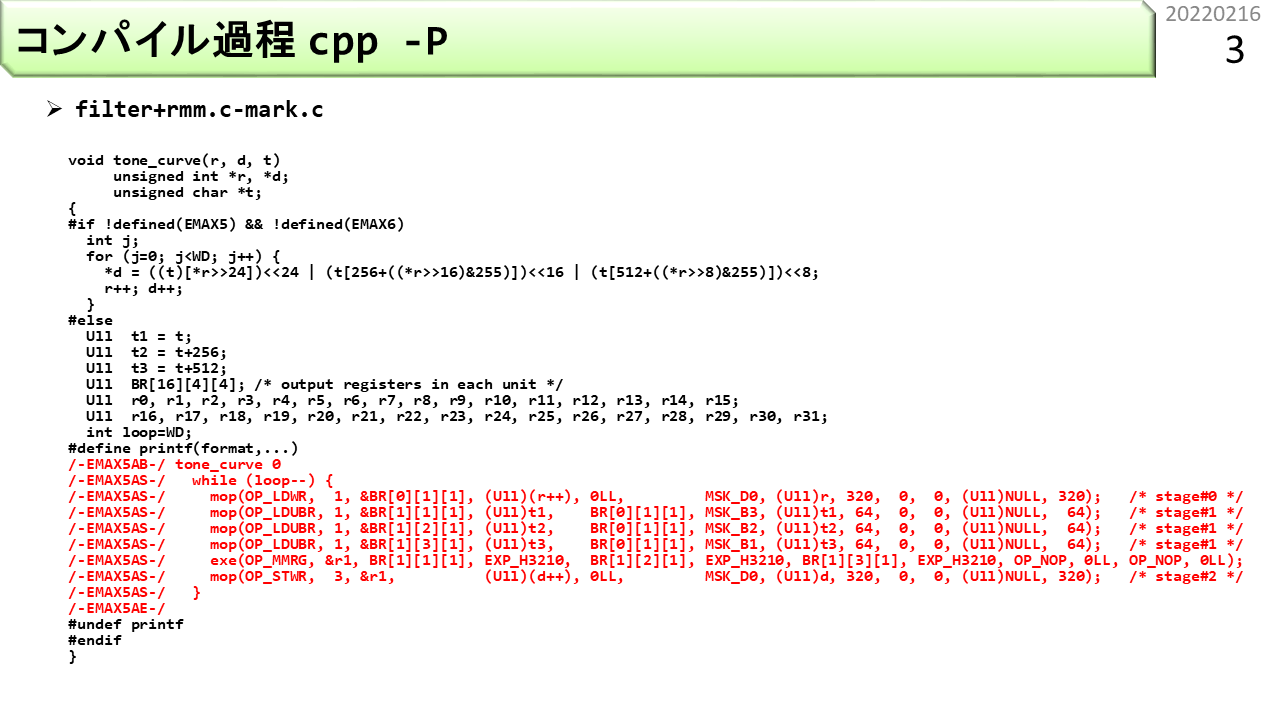 コンパイル過程 cpp -P
20220216
3
➢ filter+rmm.c-mark.c
void tone_curve(r, d, t)
     unsigned int *r, *d;
     unsigned char *t;
{
#if !defined(EMAX5) && !defined(EMAX6)
  int j;
  for (j=0; j<WD; j++) {
    *d = ((t)[*r>>24])<<24 | (t[256+((*r>>16)&255)])<<16 | (t[512+((*r>>8)&255)])<<8;
    r++; d++;
  }
#else
  Ull  t1 = t;
  Ull  t2 = t+256;
  Ull  t3 = t+512;
  Ull  BR[16][4][4]; /* output registers in each unit */
  Ull  r0, r1, r2, r3, r4, r5, r6, r7, r8, r9, r10, r11, r12, r13, r14, r15;
  Ull  r16, r17, r18, r19, r20, r21, r22, r23, r24, r25, r26, r27, r28, r29, r30, r31;
  int loop=WD;
#define printf(format,...)
/-EMAX5AB-/ tone_curve 0
/-EMAX5AS-/   while (loop--) {
/-EMAX5AS-/     mop(OP_LDWR,  1, &BR[0][1][1], (Ull)(r++), 0LL,         MSK_D0, (Ull)r, 320,  0,  0, (Ull)NULL, 320);   /* stage#0 */
/-EMAX5AS-/     mop(OP_LDUBR, 1, &BR[1][1][1], (Ull)t1,    BR[0][1][1], MSK_B3, (Ull)t1, 64,  0,  0, (Ull)NULL,  64);   /* stage#1 */
/-EMAX5AS-/     mop(OP_LDUBR, 1, &BR[1][2][1], (Ull)t2,    BR[0][1][1], MSK_B2, (Ull)t2, 64,  0,  0, (Ull)NULL,  64);   /* stage#1 */
/-EMAX5AS-/     mop(OP_LDUBR, 1, &BR[1][3][1], (Ull)t3,    BR[0][1][1], MSK_B1, (Ull)t3, 64,  0,  0, (Ull)NULL,  64);   /* stage#1 */
/-EMAX5AS-/     exe(OP_MMRG, &r1, BR[1][1][1], EXP_H3210,  BR[1][2][1], EXP_H3210, BR[1][3][1], EXP_H3210, OP_NOP, 0LL, OP_NOP, 0LL);
/-EMAX5AS-/     mop(OP_STWR,  3, &r1,          (Ull)(d++), 0LL,         MSK_D0, (Ull)d, 320,  0,  0, (Ull)NULL, 320);   /* stage#2 */
/-EMAX5AS-/   }
/-EMAX5AE-/
#undef printf
#endif
}